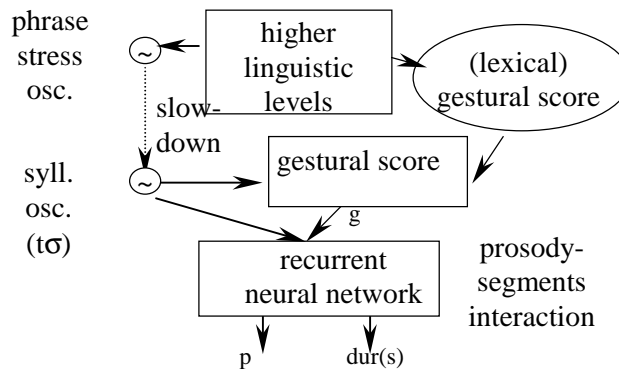 phrase
stress
osc.
~
higher
linguistic
levels
(lexical)
gestural score
slow-
down
syll.
osc.
(tσ)
~
gestural score
g
recurrent
neural network
prosody-
segments
interaction
p
dur(s)